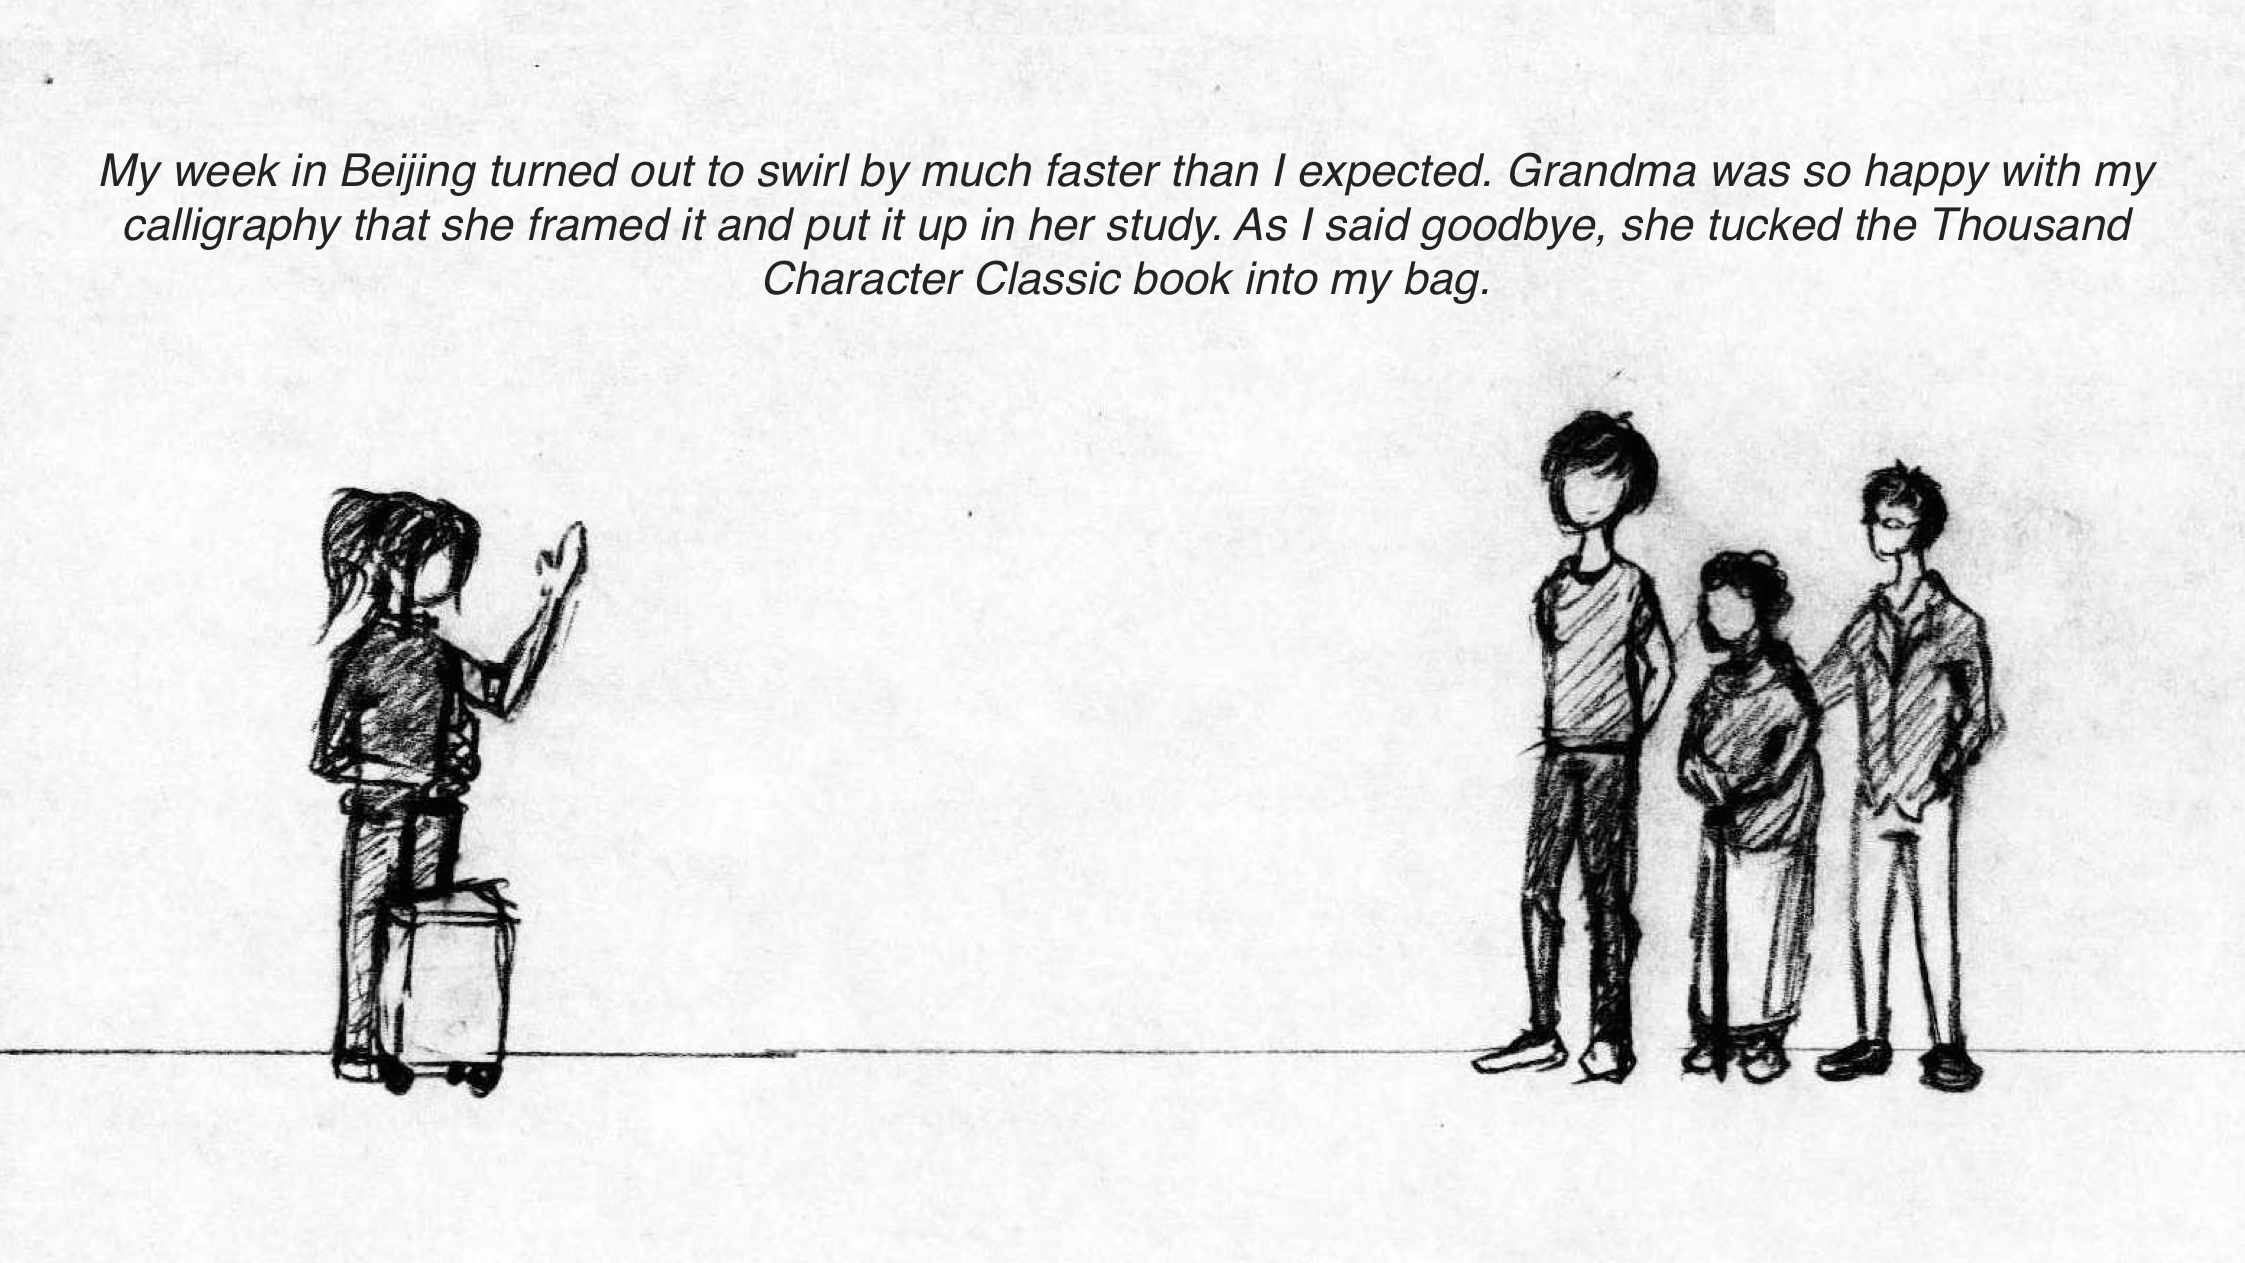 My week in Beijing turned out to swirl by much faster than I expected. Grandma was so happy with my
calligraphy that she framed it and put it up in her study. As I said goodbye, she tucked the Thousand
Character Classic book into my bag.